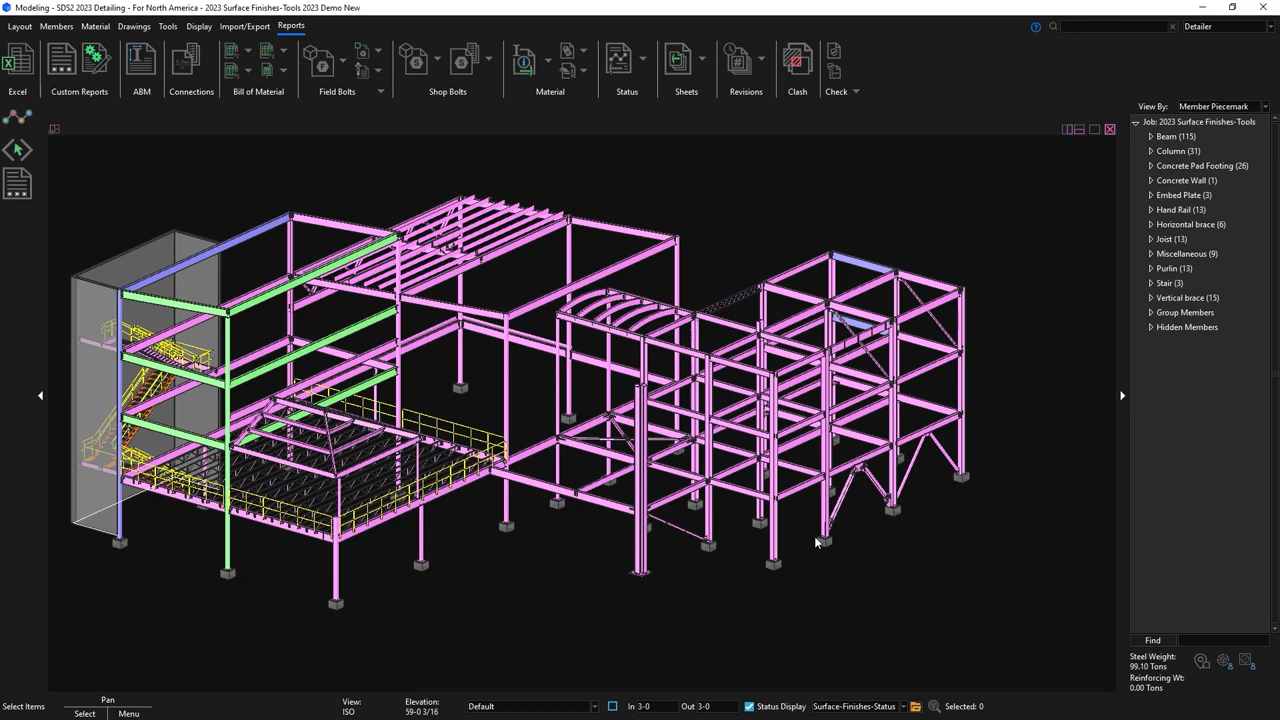 Modeling - SDS2 2023 Detailing - For North America - 2023 Surface Finishes-Tools 2023 Demo New
Layout Members Material Drawings Tools Display Import/Export Reports
Detailer
Excel Custom Reports ABM Connections Bill of Material Field Bolts Shop Bolts Material Status Sheets Revisions Clash Check
View By: Member Piecemark
Job: 2023 Surface Finishes-Tools
Beam (115)
Column (31)
Concrete Pad Footing (26)
Concrete Wall (1)
Embed Plate (3)
Hand Rail (13)
Horizontal brace (6)
Joist (13)
Miscellaneous (9)
Purlin (13)
Stair (3)
Vertical brace (15)
Group Members
Hidden Members
Find
Steel Weight:
99.10 Tons
Reinforcing Wt:
0.00 Tons
Select Items
Pan
Select Menu
View:
ISO
Elevation:
59-0 3/16
Default
In 3-0 Out 3-0
Status Display
Surface-Finishes-Status
Selected: 0